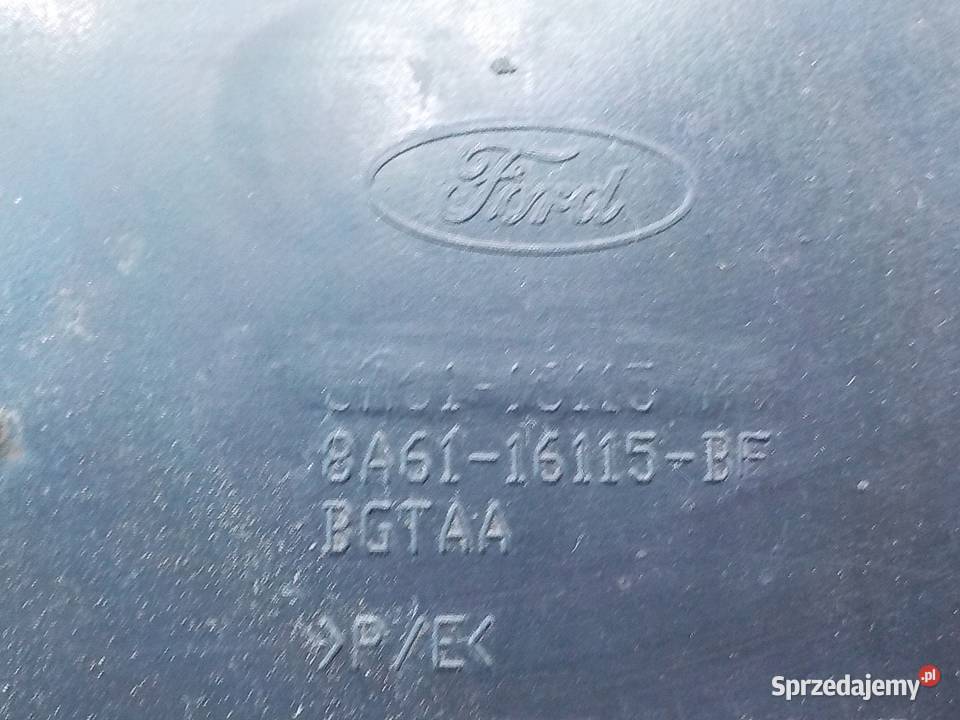 Ford
8A61-16115-BF
BGTAA
>P/E<
Sprzedajemy.pl